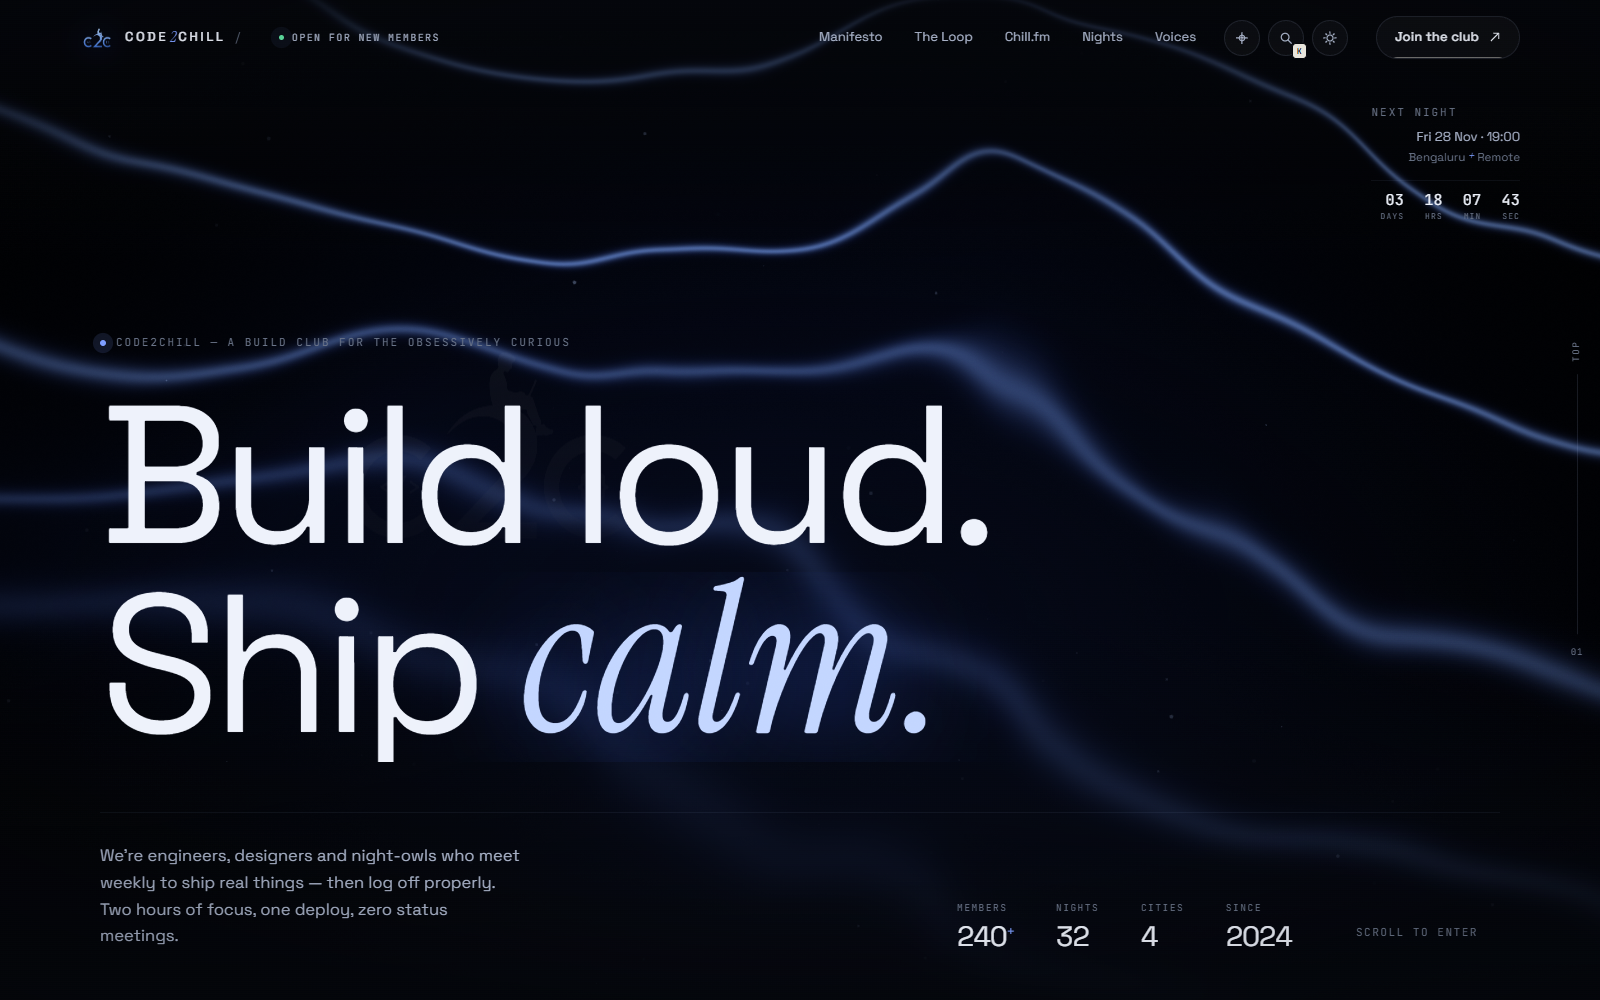 c2c CODE2CHILL / OPEN FOR NEW MEMBERS
Manifesto The Loop Chill.fm Nights Voices K Join the club
NEXT NIGHT
Fri 28 Nov · 19:00
Bengaluru + Remote
03 18 07 43
DAYS HRS MIN SEC
TOP
CODE2CHILL — A BUILD CLUB FOR THE OBSESSIVELY CURIOUS
Build loud.
Ship calm.
01
We're engineers, designers and night-owls who meet
weekly to ship real things — then log off properly.
Two hours of focus, one deploy, zero status
meetings.
MEMBERS NIGHTS CITIES SINCE
240+ 32 4 2024
SCROLL TO ENTER